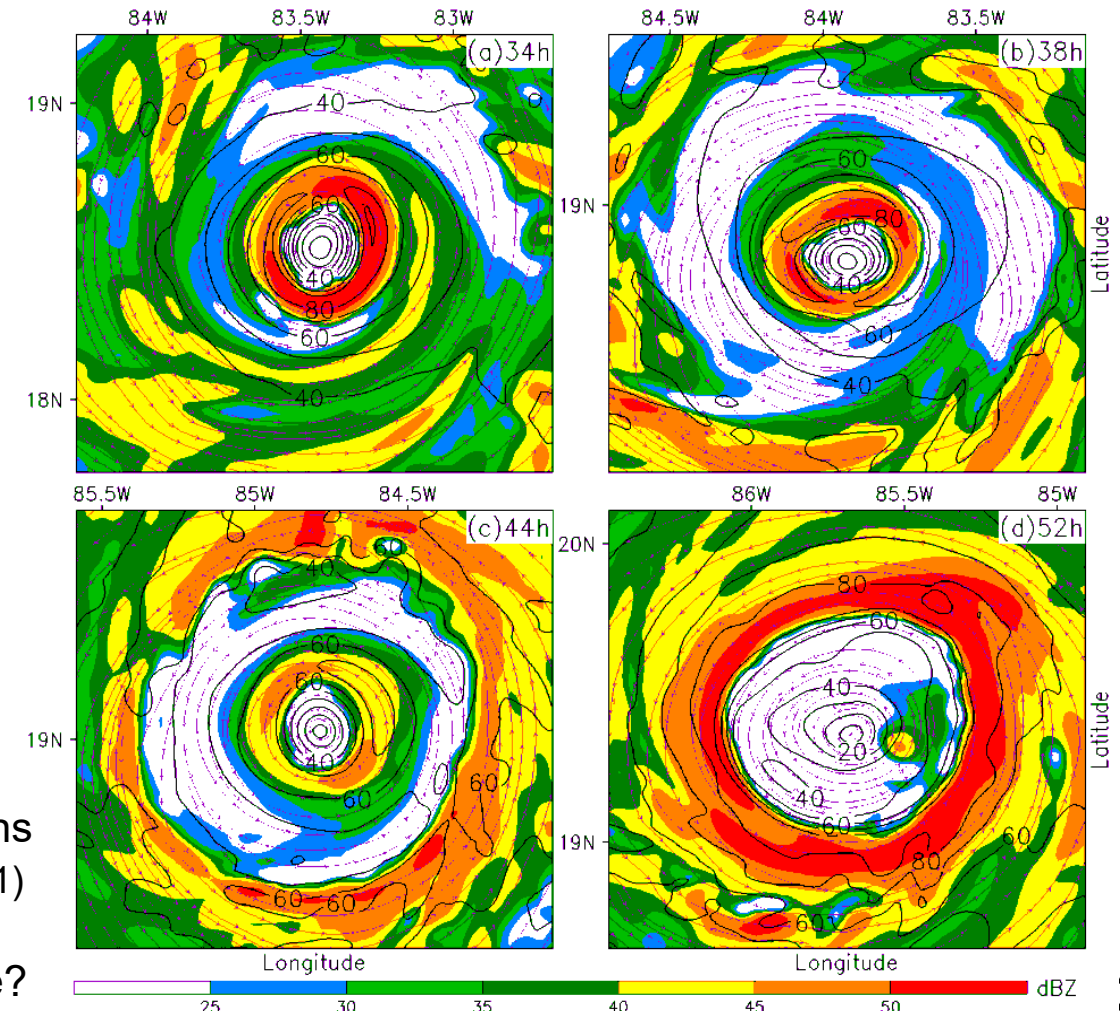 84W 83.5W 83W 84.5W 84W 83.5W
(a)34h (b)38h
19N 40
60 60
19N
60 80
60
40 40
80
60 60
18N 40 40
Latitude
85.5W 85W 84.5W 86W 85.5W 85W
(c)44h (d)52h
20N
40 80
60 60
60 40
19N 20
40
60 60 40
60 60
19N 80
60 60 60
Latitude
ns
1)
e?
Longitude Longitude
25 30 35 40 45 50 dBZ